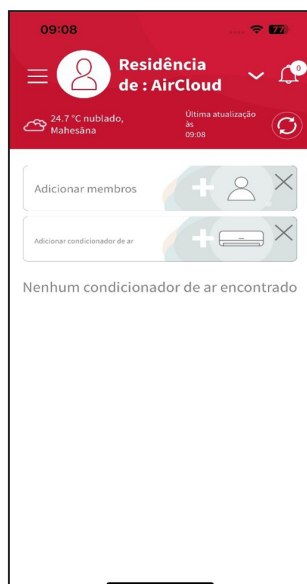 09:08
77
Residência
de : AirCloud
0
24.7 °C nublado,
Mahesāna
Última atualização
às
09:08
Adicionar membros
Adicionar condicionador de ar
Nenhum condicionador de ar encontrado